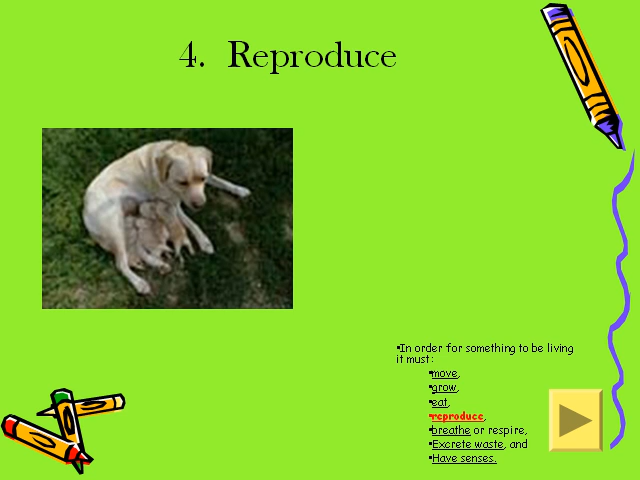 4. Reproduce
•In order for something to be living
it must:
•move,
•grow,
•eat,
•reproduce,
•breathe or respire,
•Excrete waste, and
•Have senses.